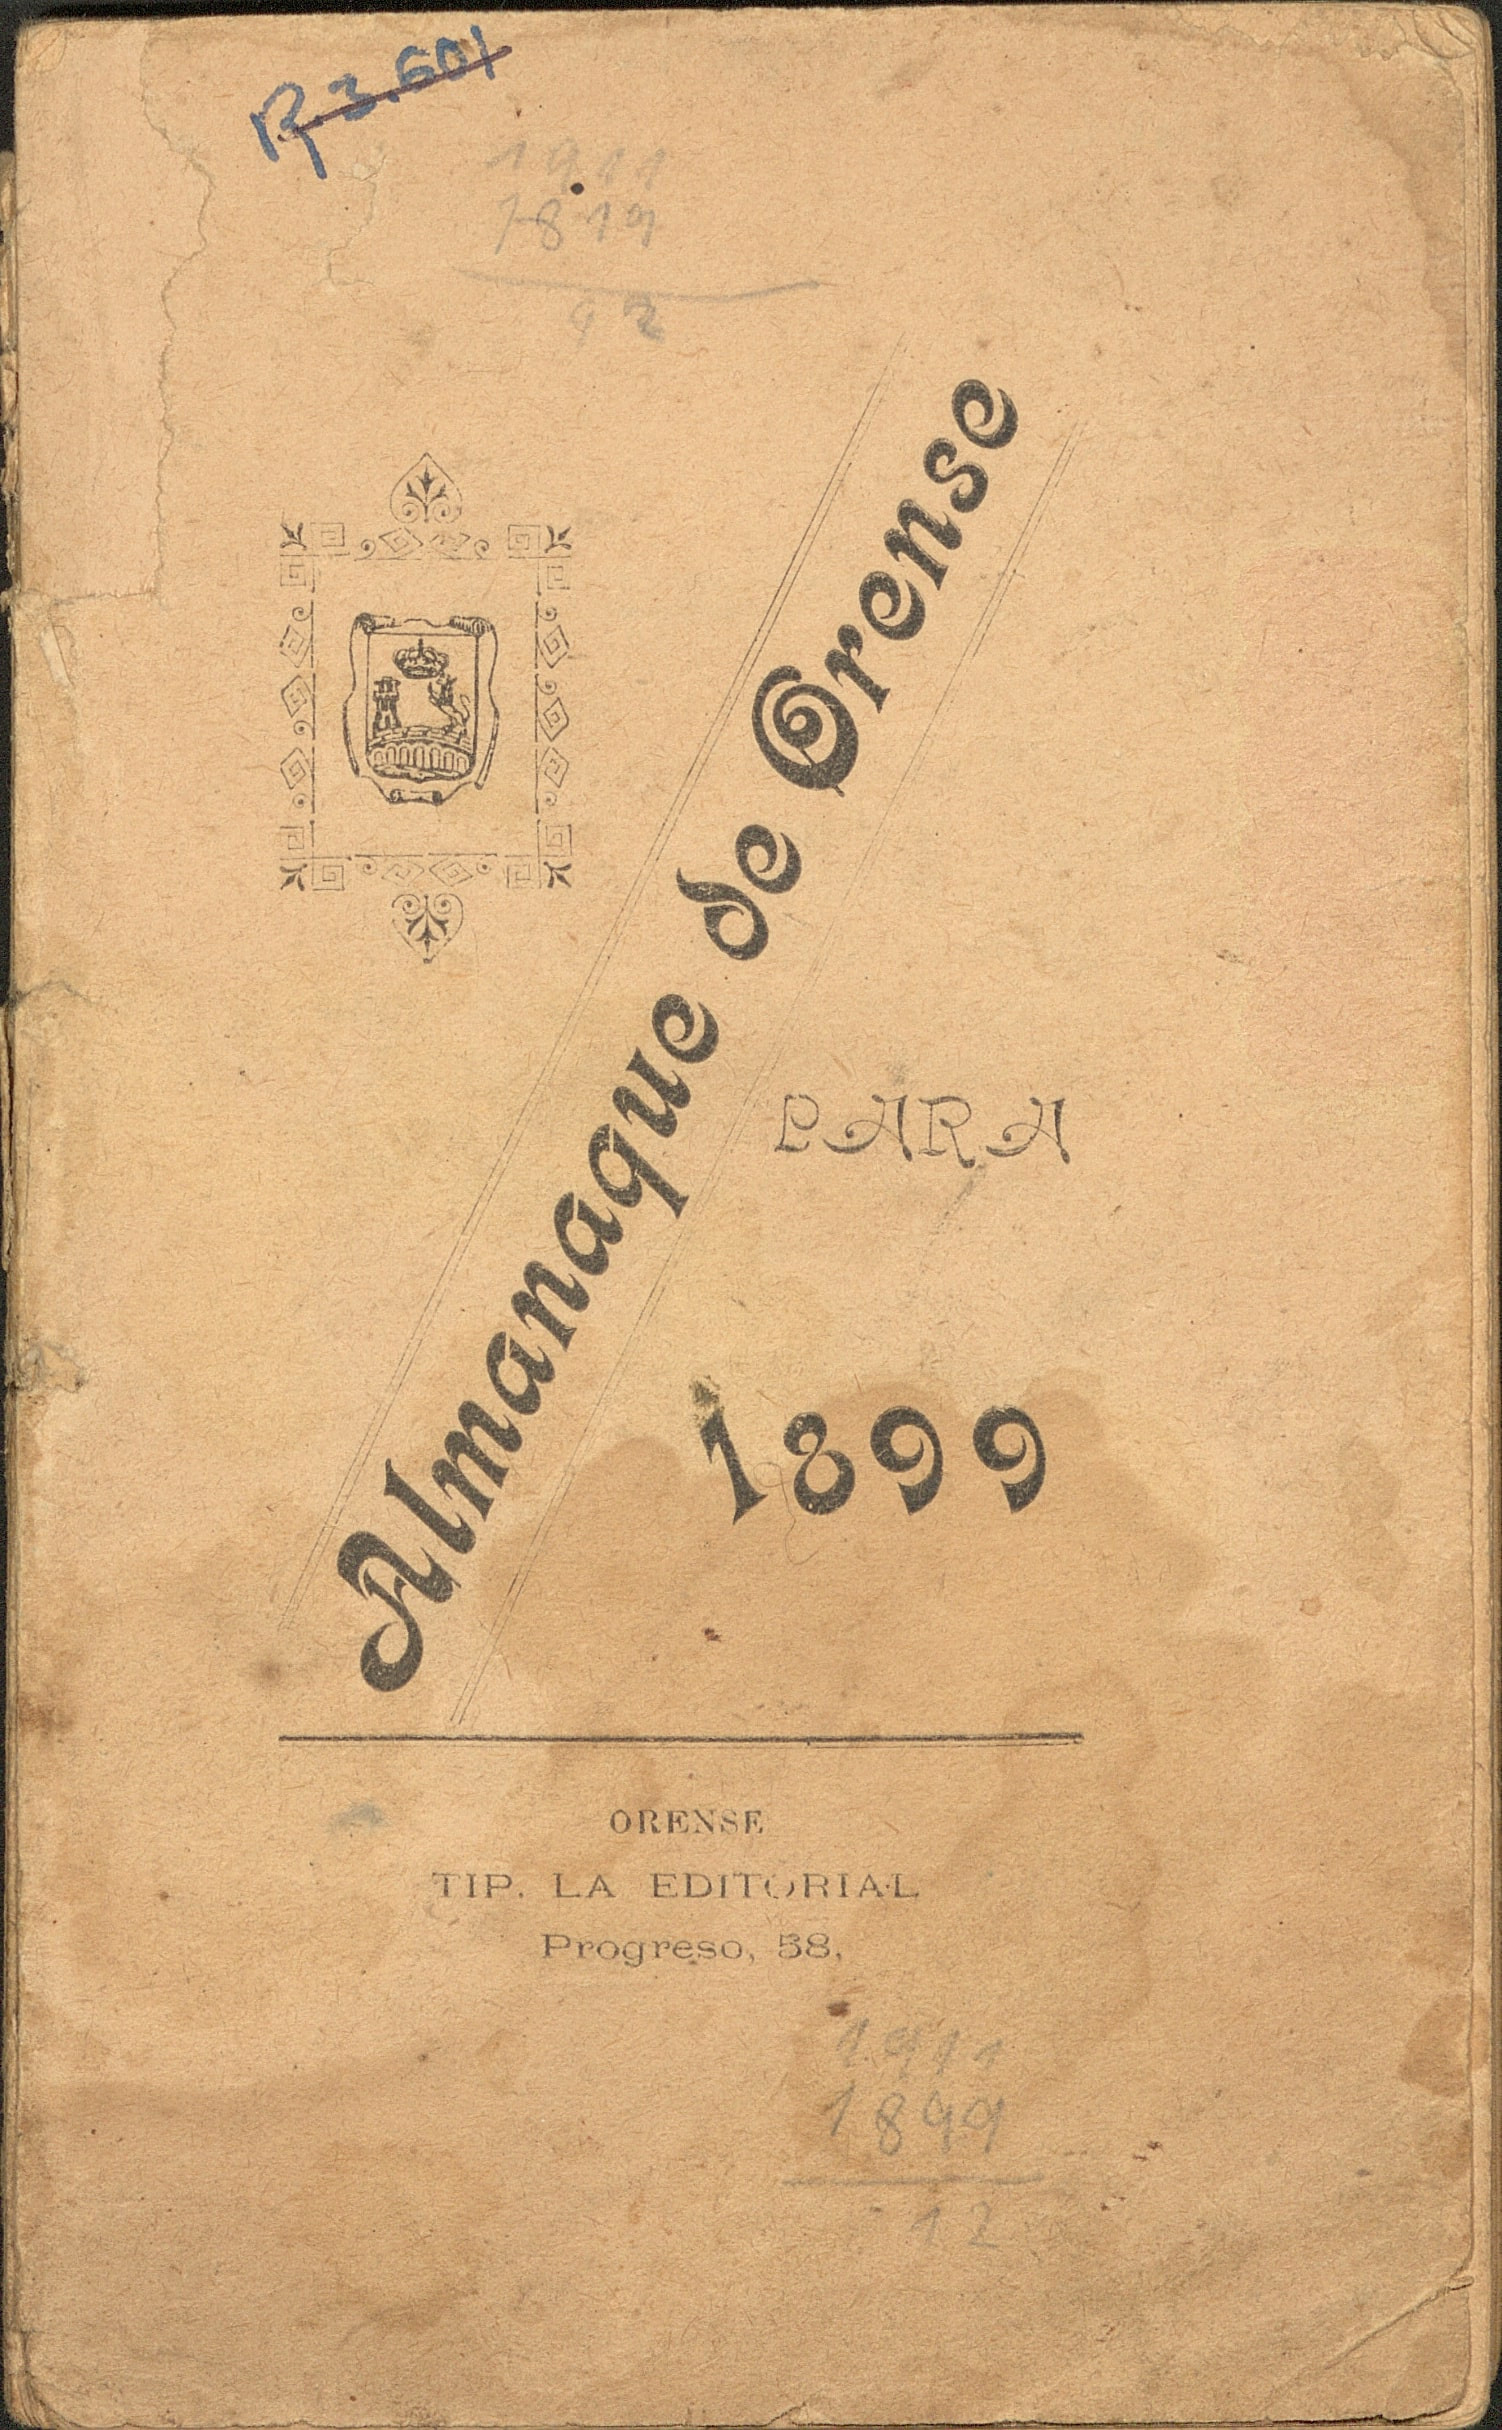 R. 3.601
1911
1819
92
Almanaque de Orense
PARA
1899
ORENSE
TIP. LA EDITORIAL
Progreso, 58.
1911
1899
12